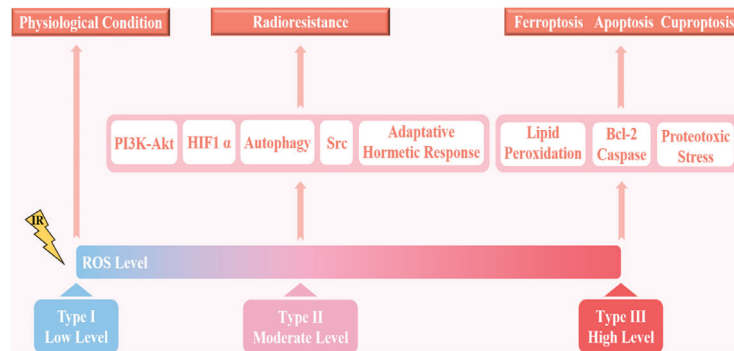 Physiological Condition
Radioresistance
Ferroptosis Apoptosis Cuproptosis
PI3K-Akt
HIF1 α
Autophagy
Src
Adaptative
Hormetic Response
Lipid
Peroxidation
Bcl-2
Caspase
Proteotoxic
Stress
IR
ROS Level
Type I
Low Level
Type II
Moderate Level
Type III
High Level